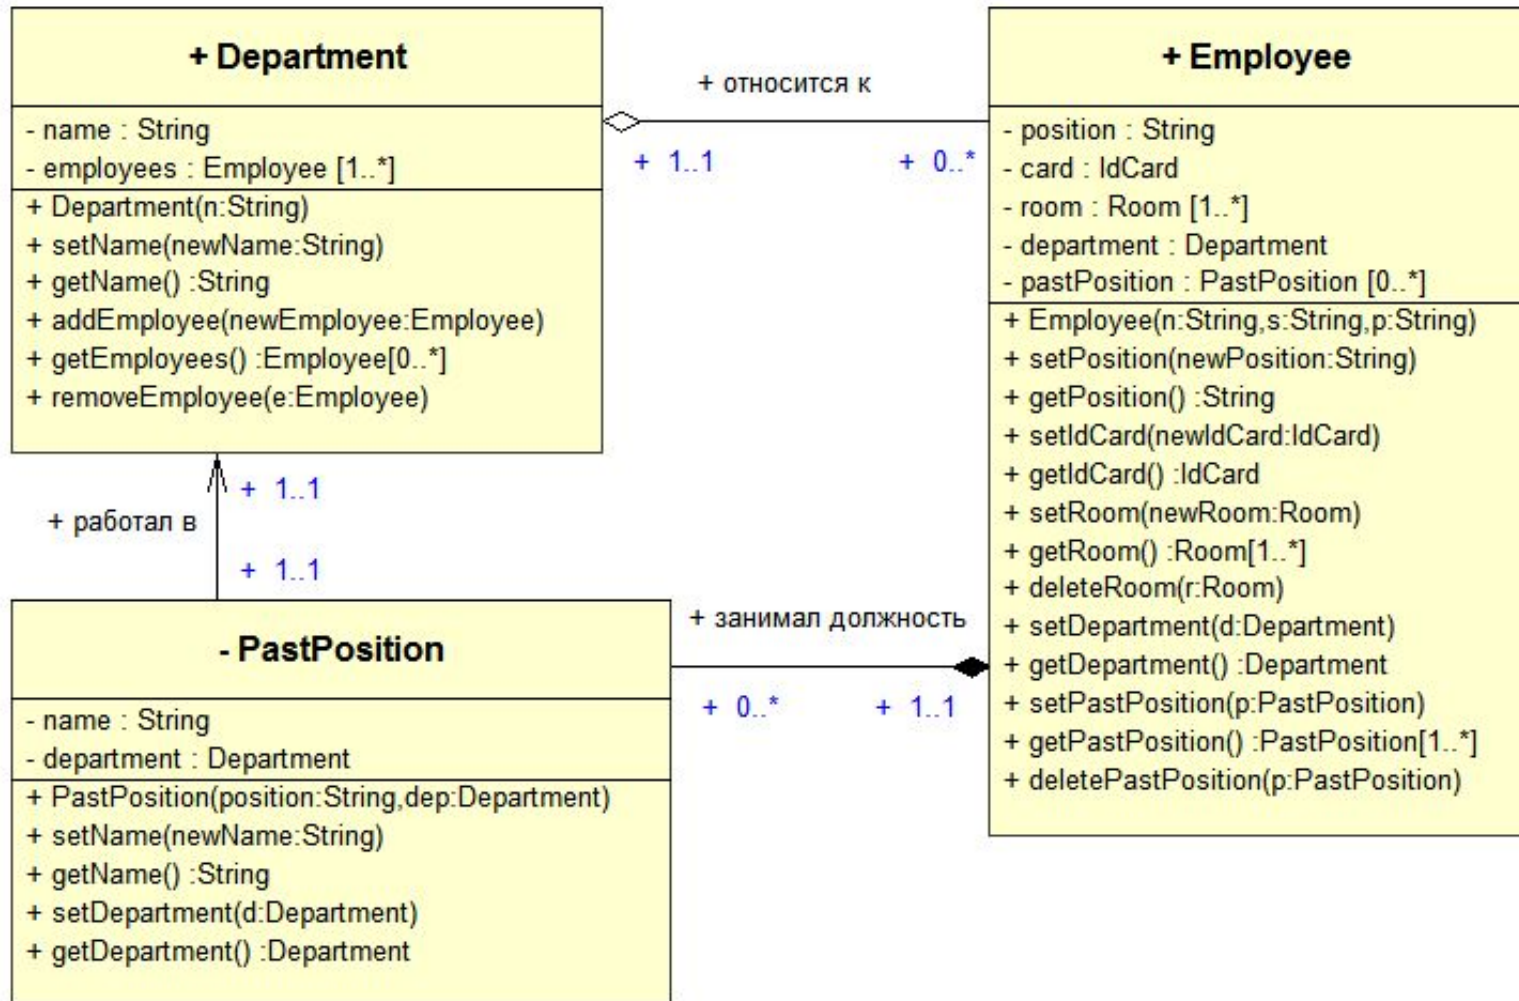 + Department
- name : String
- employees : Employee [1..*]
+ Department(n:String)
+ setName(newName:String)
+ getName() :String
+ addEmployee(newEmployee:Employee)
+ getEmployees() :Employee[0..*]
+ removeEmployee(e:Employee)
+ относится к
+ 1..1
+ 0..*
+ Employee
- position : String
- card : IdCard
- room : Room [1..*]
- department : Department
- pastPosition : PastPosition [0..*]
+ Employee(n:String,s:String,p:String)
+ setPosition(newPosition:String)
+ getPosition() :String
+ setIdCard(newIdCard:IdCard)
+ getIdCard() :IdCard
+ setRoom(newRoom:Room)
+ getRoom() :Room[1..*]
+ deleteRoom(r:Room)
+ setDepartment(d:Department)
+ getDepartment() :Department
+ setPastPosition(p:PastPosition)
+ getPastPosition() :PastPosition[1..*]
+ deletePastPosition(p:PastPosition)
+ 1..1
+ работал в
+ 1..1
+ занимал должность
+ 0..*
+ 1..1
- PastPosition
- name : String
- department : Department
+ PastPosition(position:String,dep:Department)
+ setName(newName:String)
+ getName() :String
+ setDepartment(d:Department)
+ getDepartment() :Department